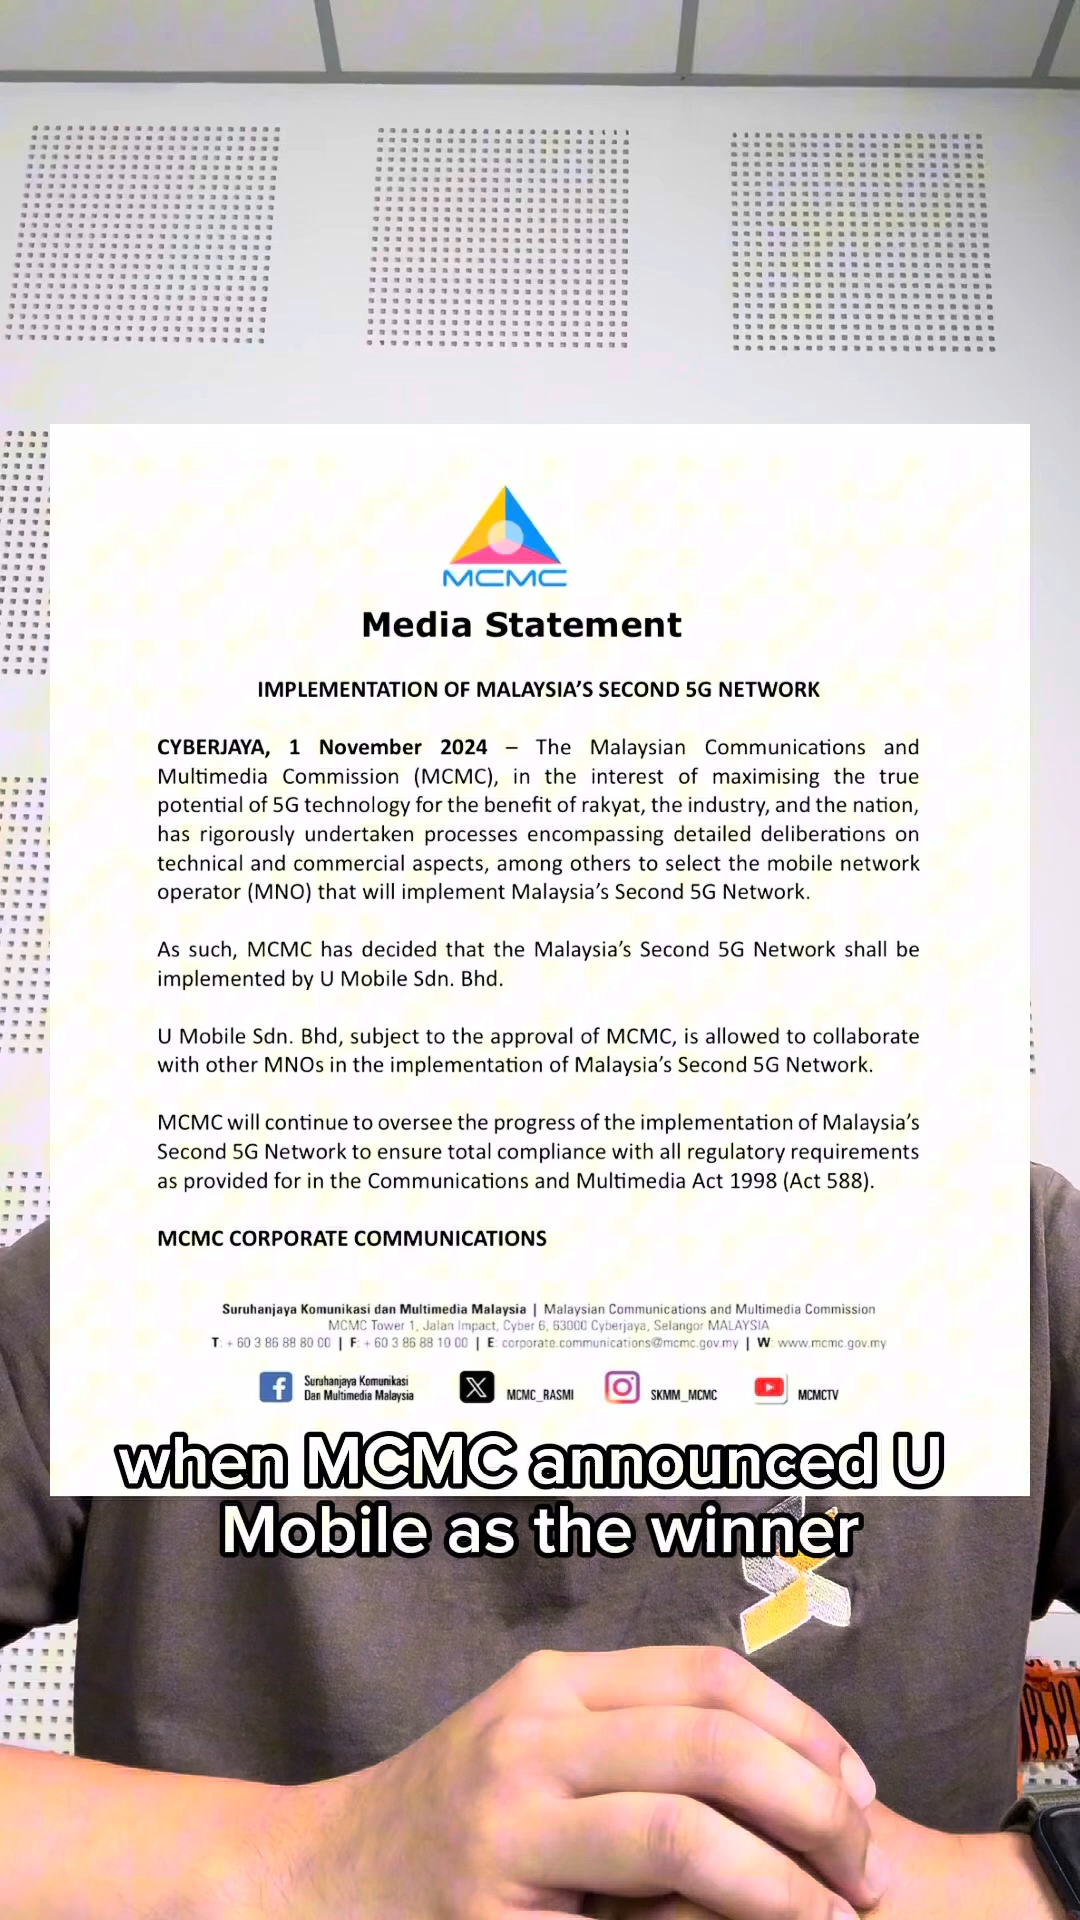 MCMC
Media Statement
IMPLEMENTATION OF MALAYSIA'S SECOND 5G NETWORK
CYBERJAYA, 1 November 2024 – The Malaysian Communications and
Multimedia Commission (MCMC), in the interest of maximising the true
potential of 5G technology for the benefit of rakyat, the industry, and the nation,
has rigorously undertaken processes encompassing detailed deliberations on
technical and commercial aspects, among others to select the mobile network
operator (MNO) that will implement Malaysia's Second 5G Network.
As such, MCMC has decided that the Malaysia's Second 5G Network shall be
implemented by U Mobile Sdn. Bhd.
U Mobile Sdn. Bhd, subject to the approval of MCMC, is allowed to collaborate
with other MNOs in the implementation of Malaysia's Second 5G Network.
MCMC will continue to oversee the progress of the implementation of Malaysia's
Second 5G Network to ensure total compliance with all regulatory requirements
as provided for in the Communications and Multimedia Act 1998 (Act 588).
MCMC CORPORATE COMMUNICATIONS
Suruhanjaya Komunikasi dan Multimedia Malaysia | Malaysian Communications and Multimedia Commission
MCMC Tower 1, Jalan Impact, Cyber 6, 63000 Cyberjaya, Selangor MALAYSIA
T: + 60 3 86 88 80 00 | F: + 60 3 86 88 10 00 | E: corporate.communications@mcmc.gov.my | W: www.mcmc.gov.my
Suruhanjaya Komunikasi
Dan Multimedia Malaysia
MCMC_RASMI
SKMM_MCMC
MCMCTV
when MCMC announced U
Mobile as the winner